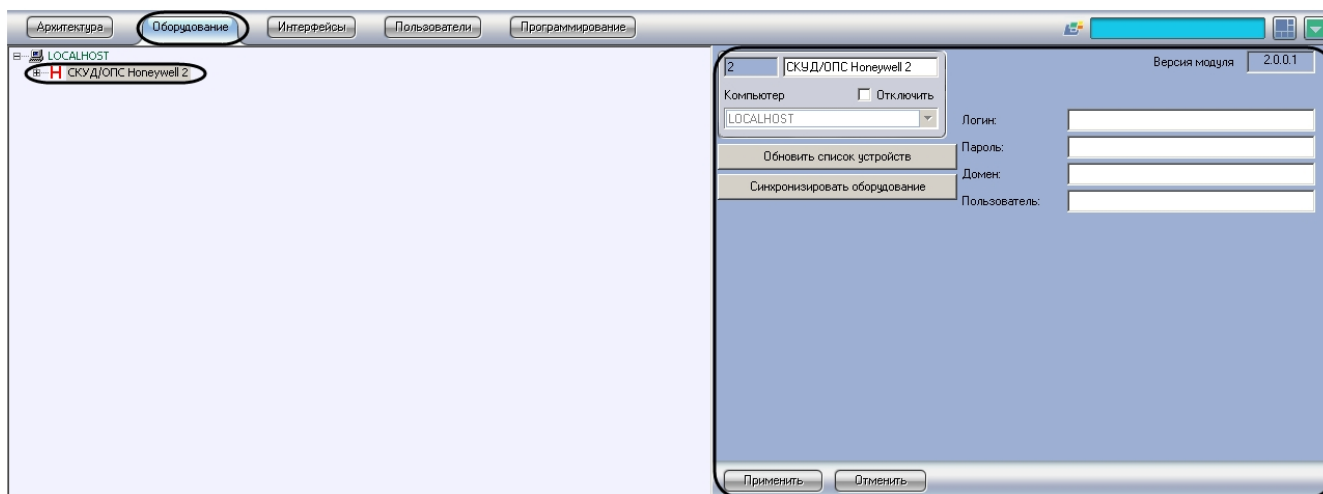 Архитектура Оборудование Интерфейсы Пользователи Программирование
LOCALHOST
СКУД/ОПС Honeywell 2
2 СКУД/ОПС Honeywell 2 Версия модуля 2.0.0.1
Компьютер Отключить
LOCALHOST
Логин:
Обновить список устройств
Пароль:
Синхронизировать оборудование
Домен:
Пользователь:
Применить Отменить